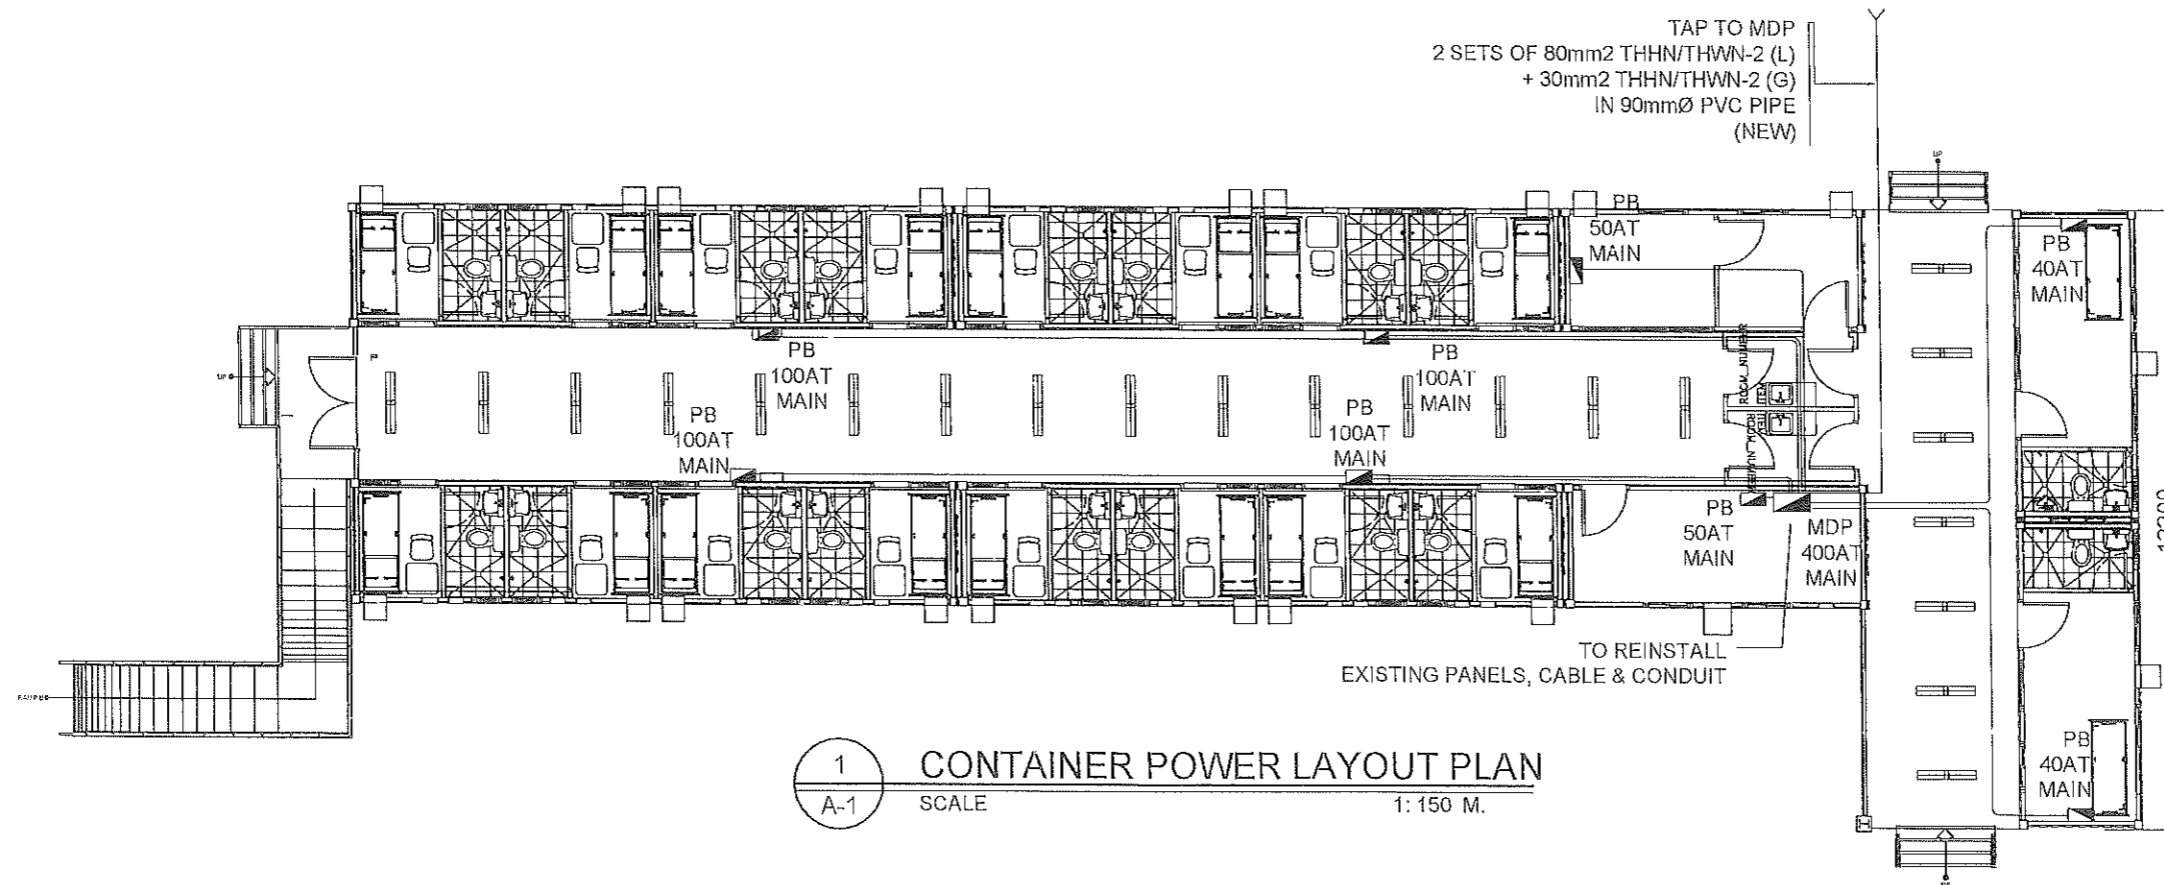 TAP TO MDP
2 SETS OF 80mm2 THHN/THWN-2 (L)
+ 30mm2 THHN/THWN-2 (G)
IN 90mmØ PVC PIPE
(NEW)
UP
PB
50AT
MAIN
PB
40AT
MAIN
UP
PB
100AT
MAIN
PB
100AT
MAIN
PB
100AT
MAIN
PB
100AT
MAIN
PB
50AT
MAIN
MDP
400AT
MAIN
TO REINSTALL
EXISTING PANELS, CABLE & CONDUIT
PB
40AT
MAIN
1
A-1
CONTAINER POWER LAYOUT PLAN
SCALE
1: 150 M.